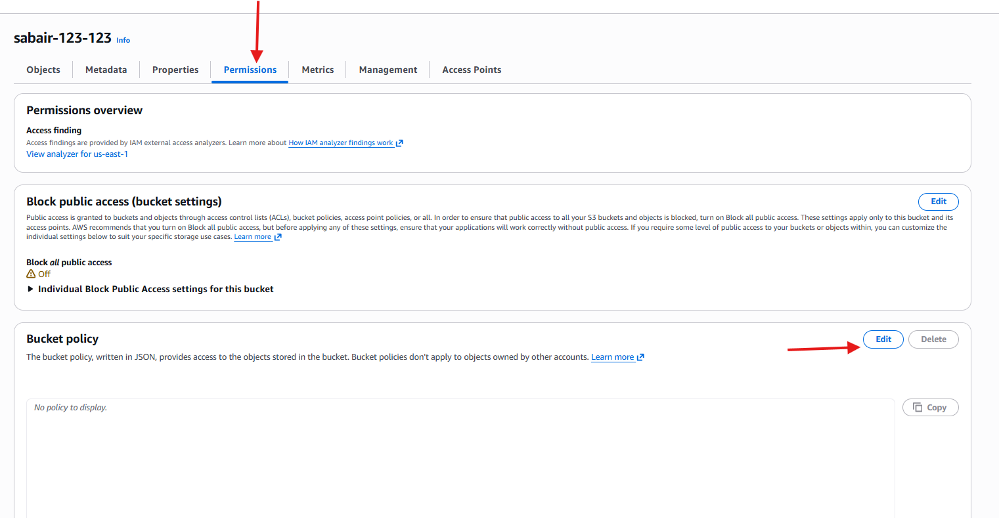 sabair-123-123 Info
Objects Metadata Properties Permissions Metrics Management Access Points
Permissions overview
Access finding
Access findings are provided by IAM external access analyzers. Learn more about How IAM analyzer findings work
View analyzer for us-east-1
Block public access (bucket settings) Edit
Public access is granted to buckets and objects through access control lists (ACLs), bucket policies, access point policies, or all. In order to ensure that public access to all your S3 buckets and objects is blocked, turn on Block all public access. These settings apply only to this bucket and its
access points. AWS recommends that you turn on Block all public access, but before applying any of these settings, ensure that your applications will work correctly without public access. If you require some level of public access to your buckets or objects within, you can customize the
individual settings below to suit your specific storage use cases. Learn more
Block all public access
Off
Individual Block Public Access settings for this bucket
Bucket policy Edit Delete
The bucket policy, written in JSON, provides access to the objects stored in the bucket. Bucket policies don't apply to objects owned by other accounts. Learn more
No policy to display. Copy